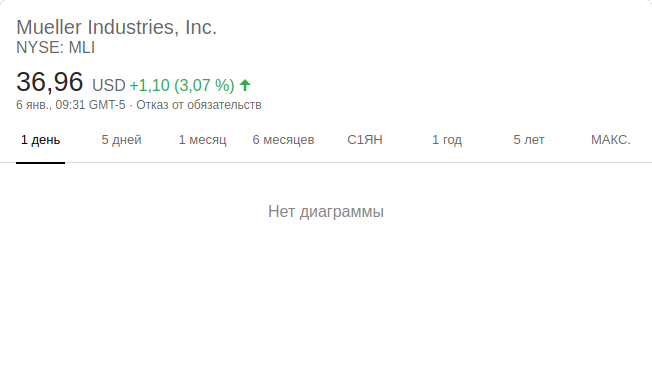 Mueller Industries, Inc.
NYSE: MLI
36,96 USD +1,10 (3,07 %)
6 янв., 09:31 GMT-5 · Отказ от обязательств
1 день 5 дней 1 месяц 6 месяцев С1ЯН 1 год 5 лет МАКС.
Нет диаграммы